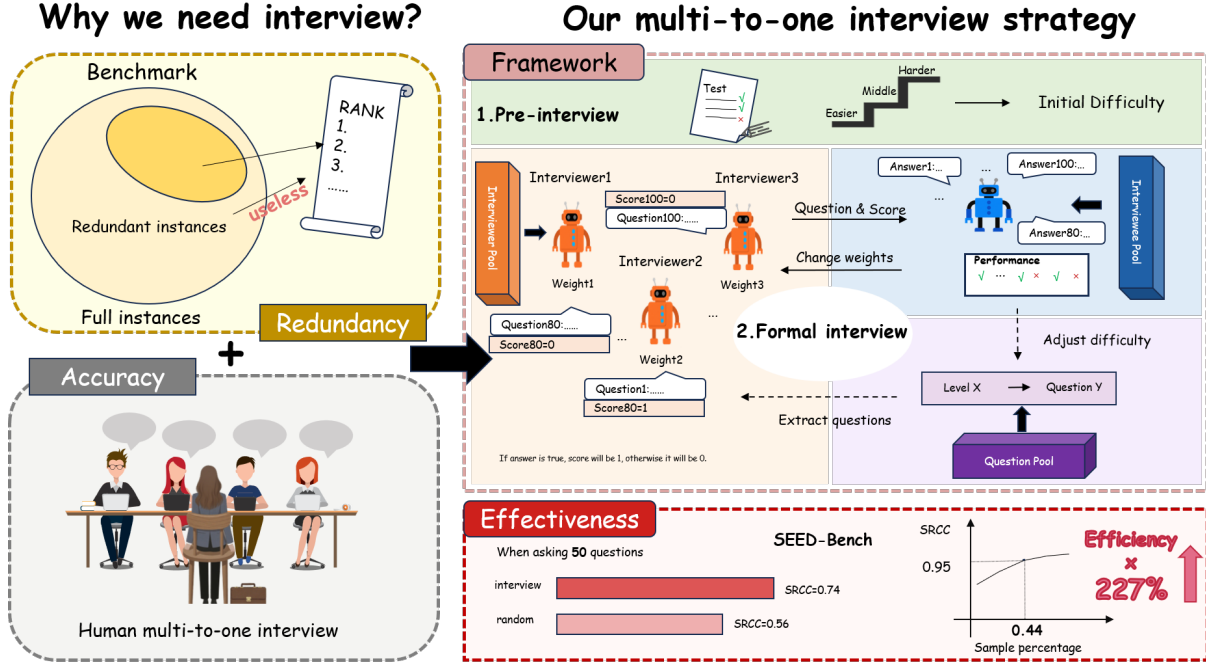 Why we need interview?
Benchmark
RANK
1.
2.
3.
......
useless
Redundant instances
Full instances
Redundancy
+
Accuracy
Human multi-to-one interview
Our multi-to-one interview strategy
Framework
1.Pre-interview
Test
Easier
Middle
Harder
Initial Difficulty
Interviewer Pool
Interviewer1
Weight1
Score100=0
Question100:......
Interviewer3
Weight3
Interviewer2
Weight2
...
Question80:......
Score80=0
...
Question1:......
Score80=1
If answer is true, score will be 1, otherwise it will be 0.
Question & Score
Change weights
2.Formal interview
Extract questions
Answer1:...
...
Answer100:...
...
Answer80:...
Interviewee Pool
Performance
√ ... √ × √ ×
Adjust difficulty
Level X
Question Y
Question Pool
Effectiveness
When asking 50 questions
SEED-Bench
interview
SRCC=0.74
random
SRCC=0.56
SRCC
0.95
0.44
Sample percentage
Efficiency
×
227%